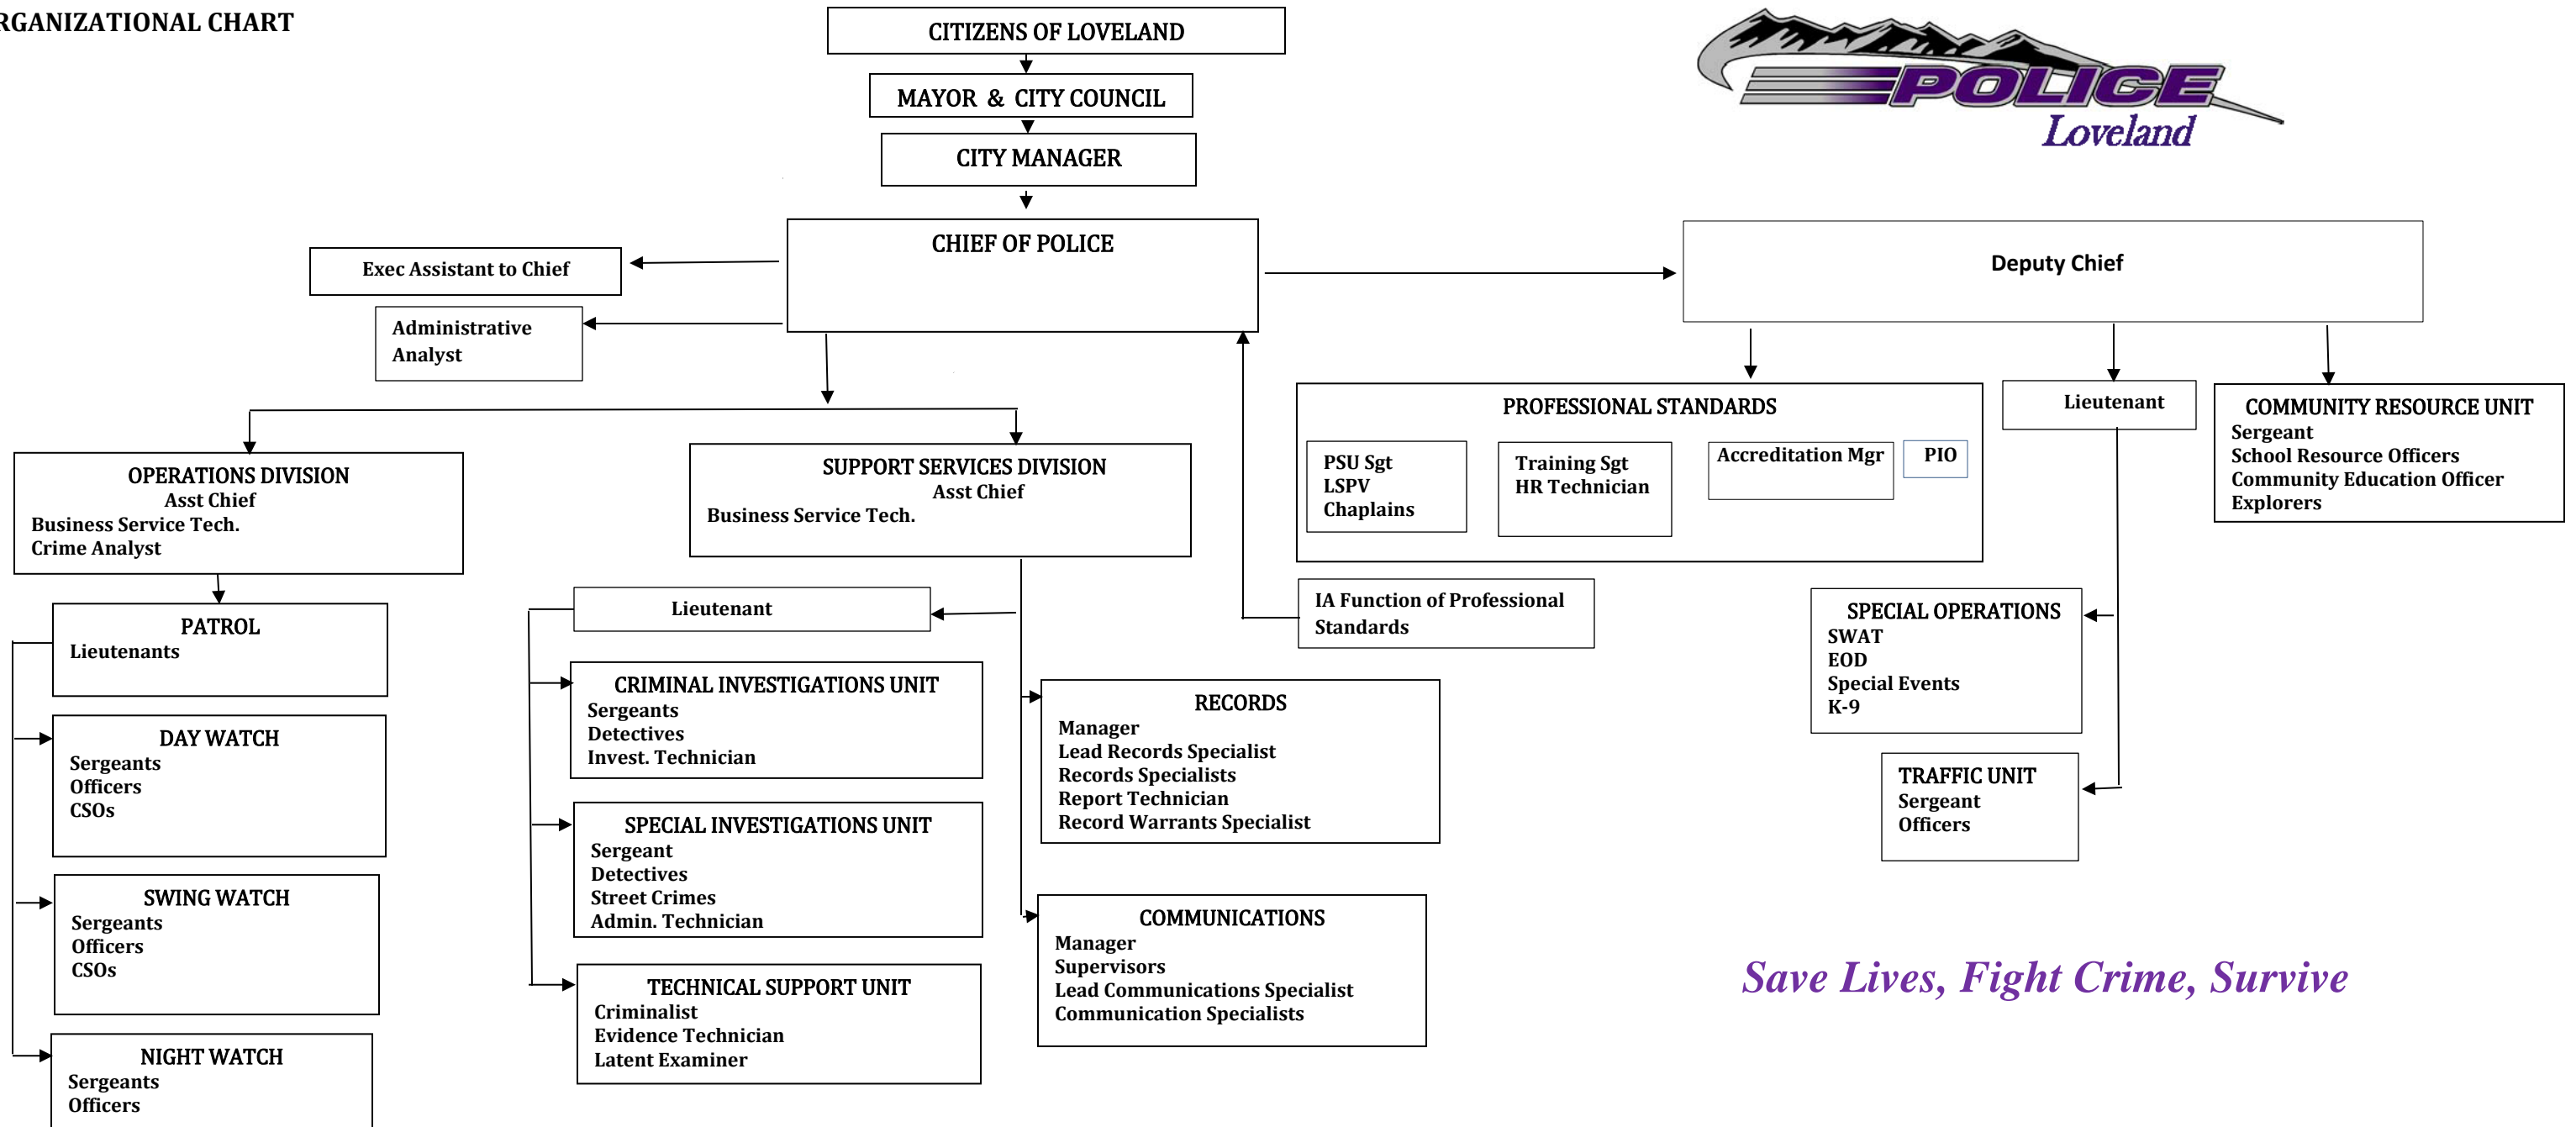 RGANIZATIONAL CHART
CITIZENS OF LOVELAND
MAYOR & CITY COUNCIL
CITY MANAGER
POLICE
Loveland
CHIEF OF POLICE
Exec Assistant to Chief
Administrative
Analyst
Deputy Chief
OPERATIONS DIVISION
Asst Chief
Business Service Tech.
Crime Analyst
SUPPORT SERVICES DIVISION
Asst Chief
Business Service Tech.
PROFESSIONAL STANDARDS
PSU Sgt
LSPV
Chaplains
Training Sgt
HR Technician
Accreditation Mgr
PIO
Lieutenant
COMMUNITY RESOURCE UNIT
Sergeant
School Resource Officers
Community Education Officer
Explorers
IA Function of Professional
Standards
PATROL
Lieutenants
DAY WATCH
Sergeants
Officers
CSOs
SWING WATCH
Sergeants
Officers
CSOs
NIGHT WATCH
Sergeants
Officers
Lieutenant
CRIMINAL INVESTIGATIONS UNIT
Sergeants
Detectives
Invest. Technician
SPECIAL INVESTIGATIONS UNIT
Sergeant
Detectives
Street Crimes
Admin. Technician
TECHNICAL SUPPORT UNIT
Criminalist
Evidence Technician
Latent Examiner
RECORDS
Manager
Lead Records Specialist
Records Specialists
Report Technician
Record Warrants Specialist
COMMUNICATIONS
Manager
Supervisors
Lead Communications Specialist
Communication Specialists
SPECIAL OPERATIONS
SWAT
EOD
Special Events
K-9
TRAFFIC UNIT
Sergeant
Officers
Save Lives, Fight Crime, Survive